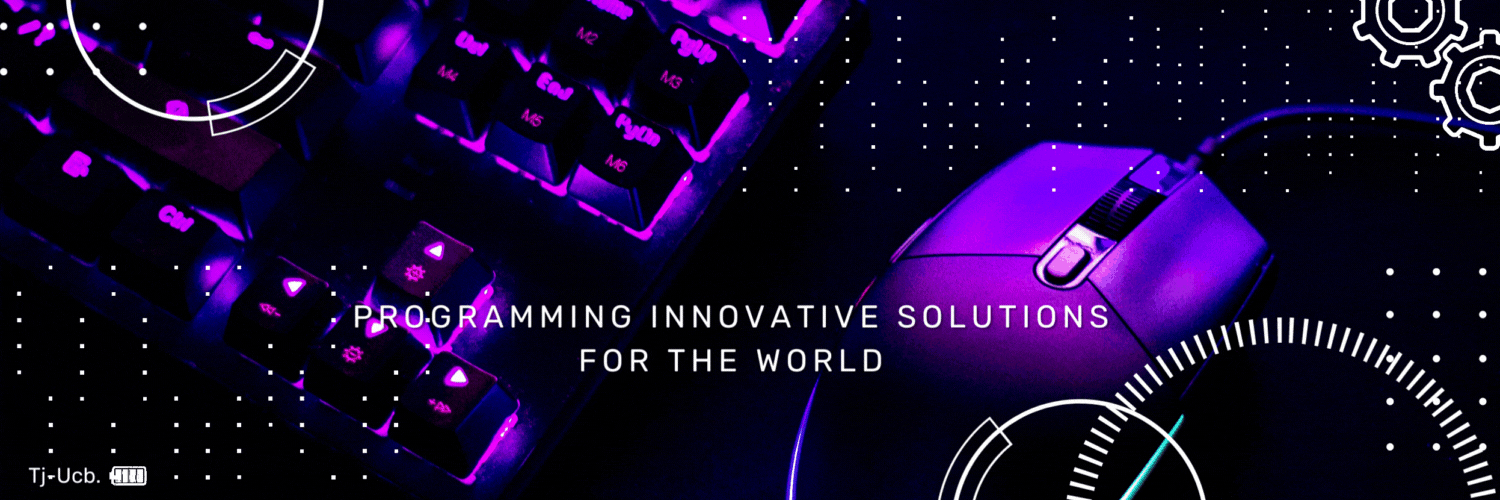 PgUp
M2
M3
Del
M4
End
M5
PgDn
M6
Ctrl
PROGRAMMING INNOVATIVE SOLUTIONS
FOR THE WORLD
Tj-Ucb.